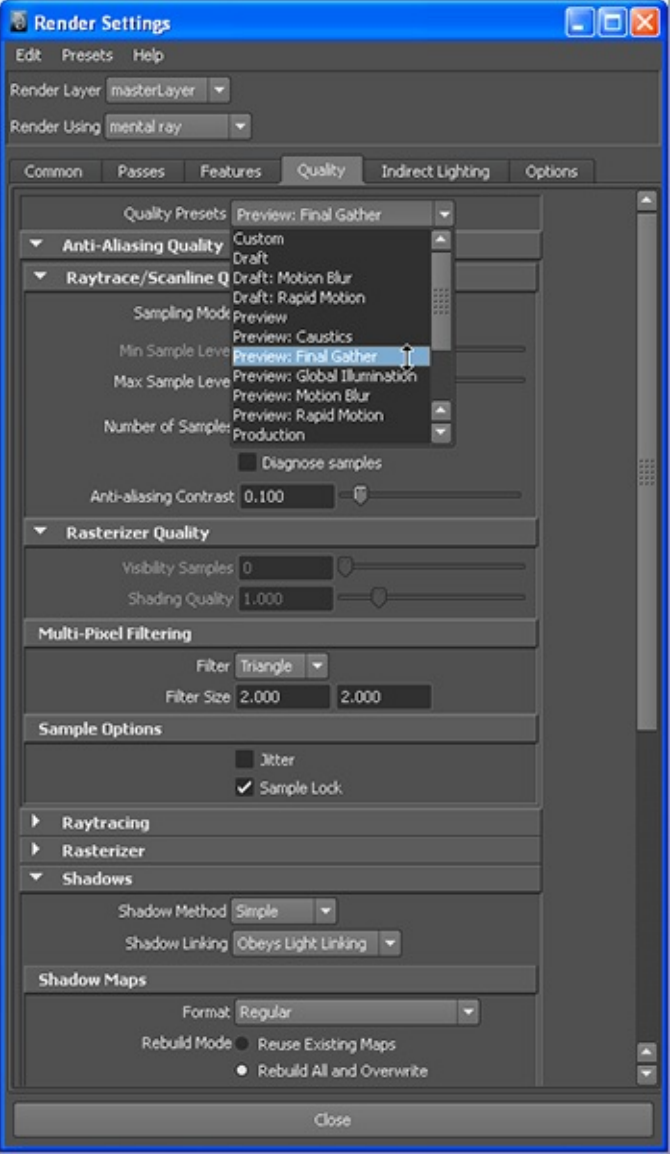 Render Settings
Edit Presets Help
Render Layer masterLayer
Render Using mental ray
Common Passes Features Quality Indirect Lighting Options
Quality Presets Preview: Final Gather
Custom
Anti-Aliasing Quality
Draft
Raytrace/Scanline Q
Draft: Motion Blur
Draft: Rapid Motion
Sampling Mode
Preview
Preview: Caustics
Min Sample Leve
Preview: Final Gather
Max Sample Leve
Preview: Global Illumination
Preview: Motion Blur
Preview: Rapid Motion
Number of Samples
Production
Diagnose samples
Anti-aliasing Contrast 0.100
Rasterizer Quality
Visibility Samples 0
Shading Quality 1.000
Multi-Pixel Filtering
Filter Triangle
Filter Size 2.000 2.000
Sample Options
Jitter
Sample Lock
Raytracing
Rasterizer
Shadows
Shadow Method Simple
Shadow Linking Obeys Light Linking
Shadow Maps
Format Regular
Rebuild Mode Reuse Existing Maps
Rebuild All and Overwrite
Close